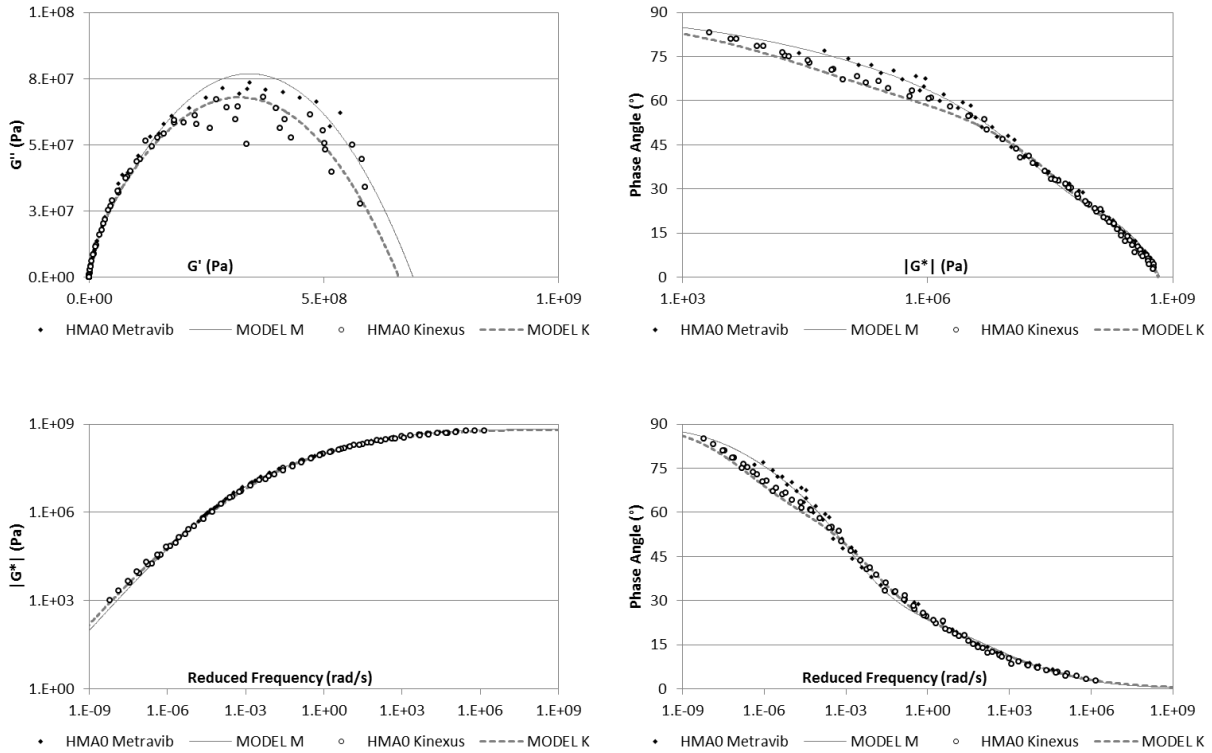 1.E+08
8.E+07
5.E+07
3.E+07
0.E+00
G'' (Pa)
G' (Pa)
0.E+00 5.E+08 1.E+09
HMA0 Metravib MODEL M HMA0 Kinexus MODEL K
90
75
60
45
30
15
0
Phase Angle (°)
|G*| (Pa)
1.E+03 1.E+06 1.E+09
HMA0 Metravib MODEL M HMA0 Kinexus MODEL K
1.E+09
1.E+06
1.E+03
1.E+00
|G*| (Pa)
Reduced Frequency (rad/s)
1.E-09 1.E-06 1.E-03 1.E+00 1.E+03 1.E+06 1.E+09
HMA0 Metravib MODEL M HMA0 Kinexus MODEL K
90
75
60
45
30
15
0
Phase Angle (°)
Reduced Frequency (rad/s)
1.E-09 1.E-06 1.E-03 1.E+00 1.E+03 1.E+06 1.E+09
HMA0 Metravib MODEL M HMA0 Kinexus MODEL K